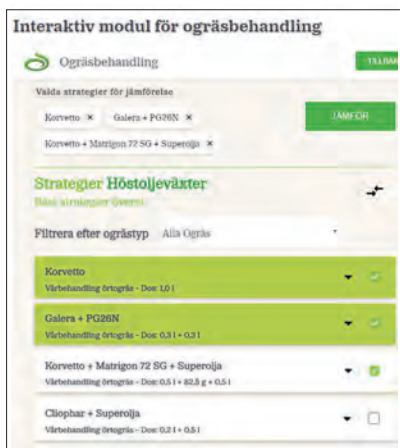 Interaktiv modul för ogräsbehandling
Ogräsbehandling
Valda strategier för jämförelse
Korvetto × Galera + PG26N ×
JÄMFÖR
Korvetto + Matrigon 72 SG + Superolja ×
Strategier Höstoljeväxter
Bäst strategier överst
Filtrera efter ogrästyp Alla Ogräs
Korvetto
Vårbehandling örtogräs - Dos: 1,0 l
Galera + PG26N
Vårbehandling örtogräs - Dos: 0,3 l + 0,3 l
Korvetto + Matrigon 72 SG + Superolja
Vårbehandling örtogräs - Dos: 0,5 l + 82,5 g + 0,5 l
Cliophar + Superolja
Vårbehandling örtogräs - Dos: 0,2 l + 0,5 l